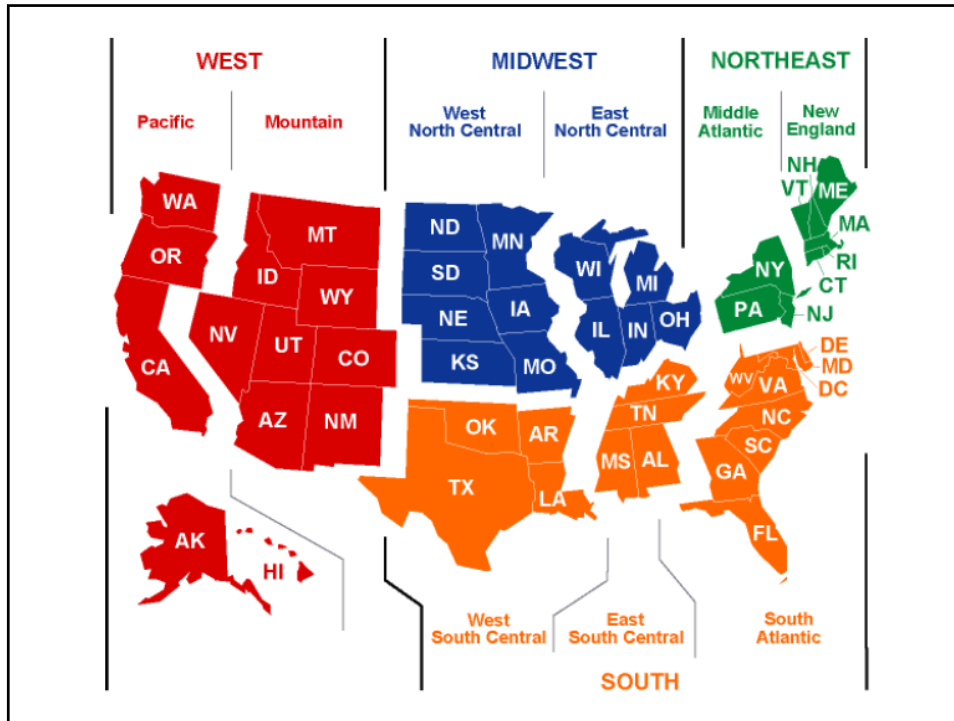 WEST
MIDWEST
NORTHEAST
Pacific
Mountain
West
North Central
East
North Central
Middle
Atlantic
New
England
NH
VT
ME
WA
MT
ND
MN
MA
OR
ID
SD
WI
MI
NY
RI
WY
CT
NV
NE
IA
PA
NJ
CA
UT
CO
KS
MO
IL
IN
OH
DE
MD
DC
WV
VA
KY
AZ
NM
OK
AR
TN
NC
SC
TX
LA
MS
AL
GA
FL
AK
HI
West
South Central
East
South Central
South
Atlantic
SOUTH